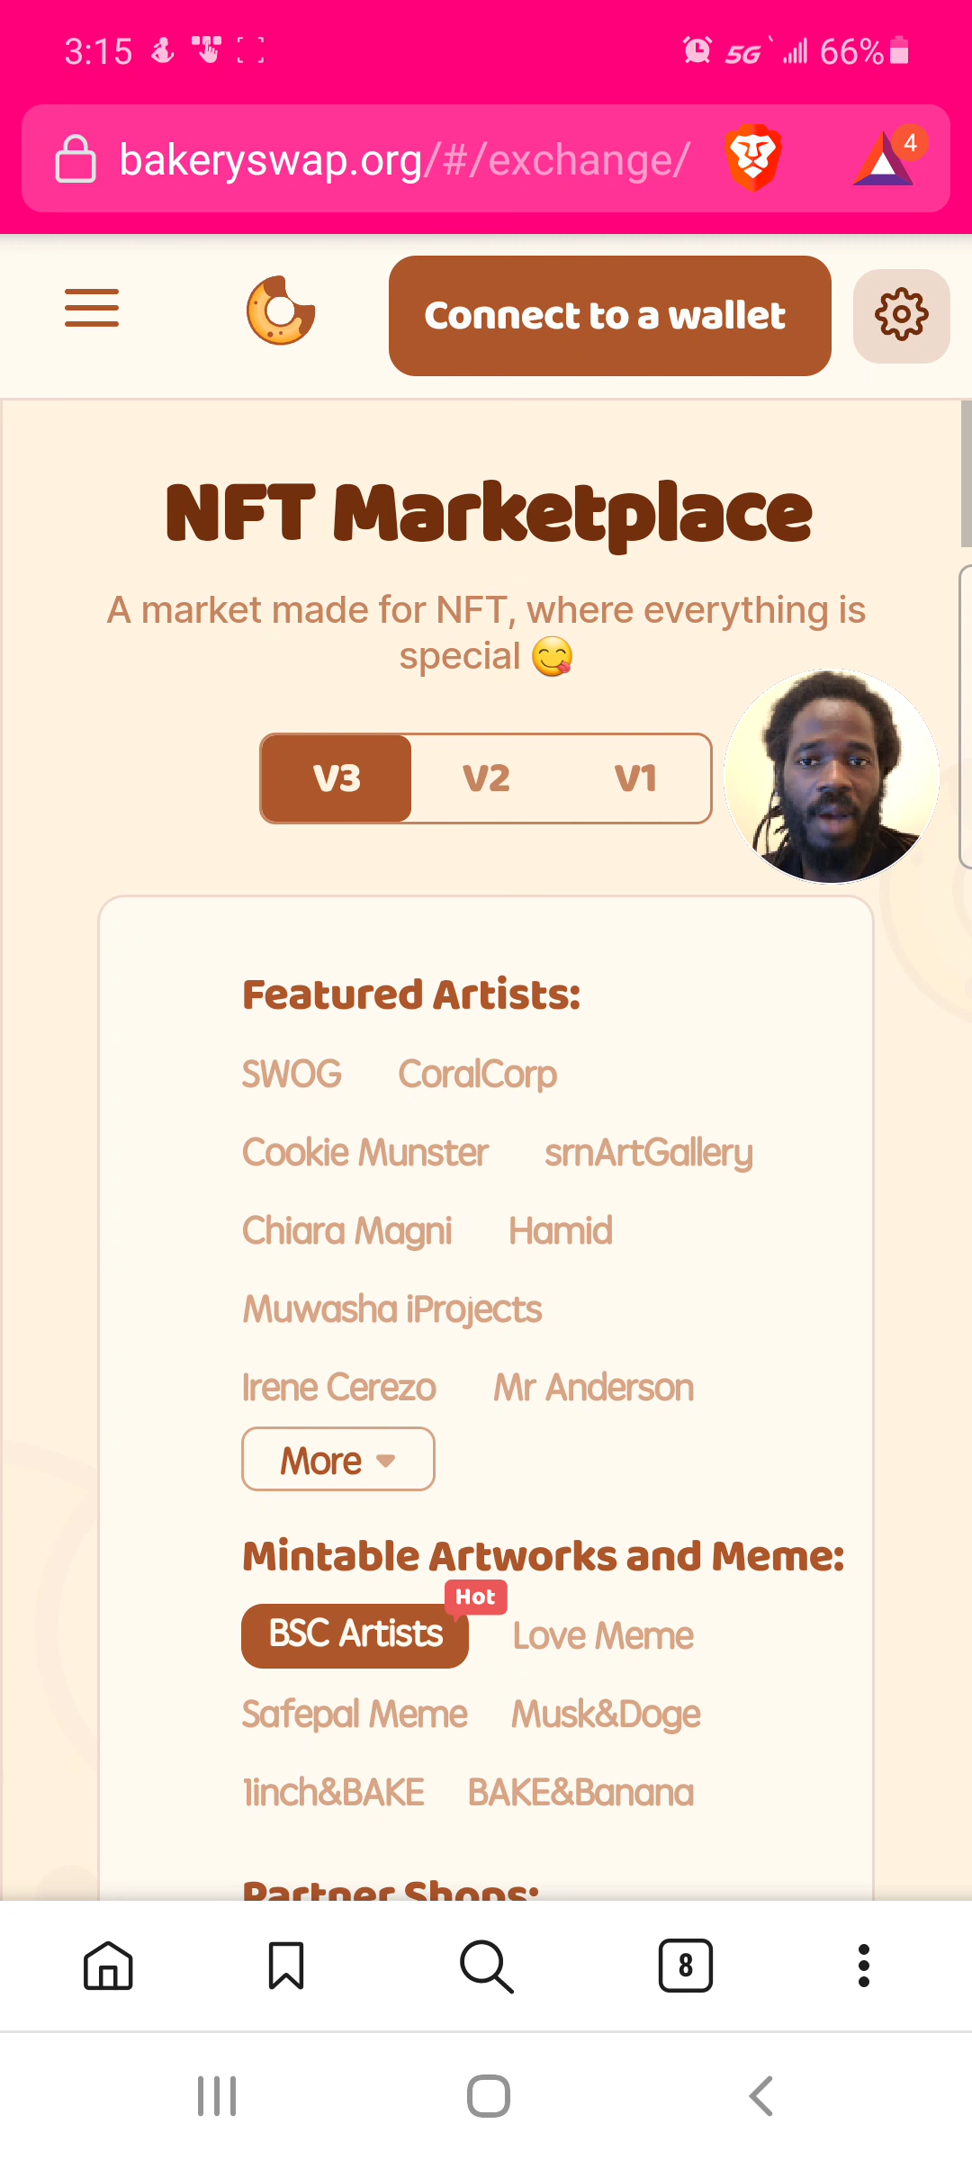 3:15
5G 66%
bakeryswap.org/#/exchange/
4
Connect to a wallet
NFT Marketplace
A market made for NFT, where everything is
special
V3 V2 V1
Featured Artists:
SWOG CoralCorp
Cookie Munster srnArtGallery
Chiara Magni Hamid
Muwasha iProjects
Irene Cerezo Mr Anderson
More
Mintable Artworks and Meme:
Hot
BSC Artists Love Meme
Safepal Meme Musk&Doge
1inch&BAKE BAKE&Banana
Partner Shops:
8